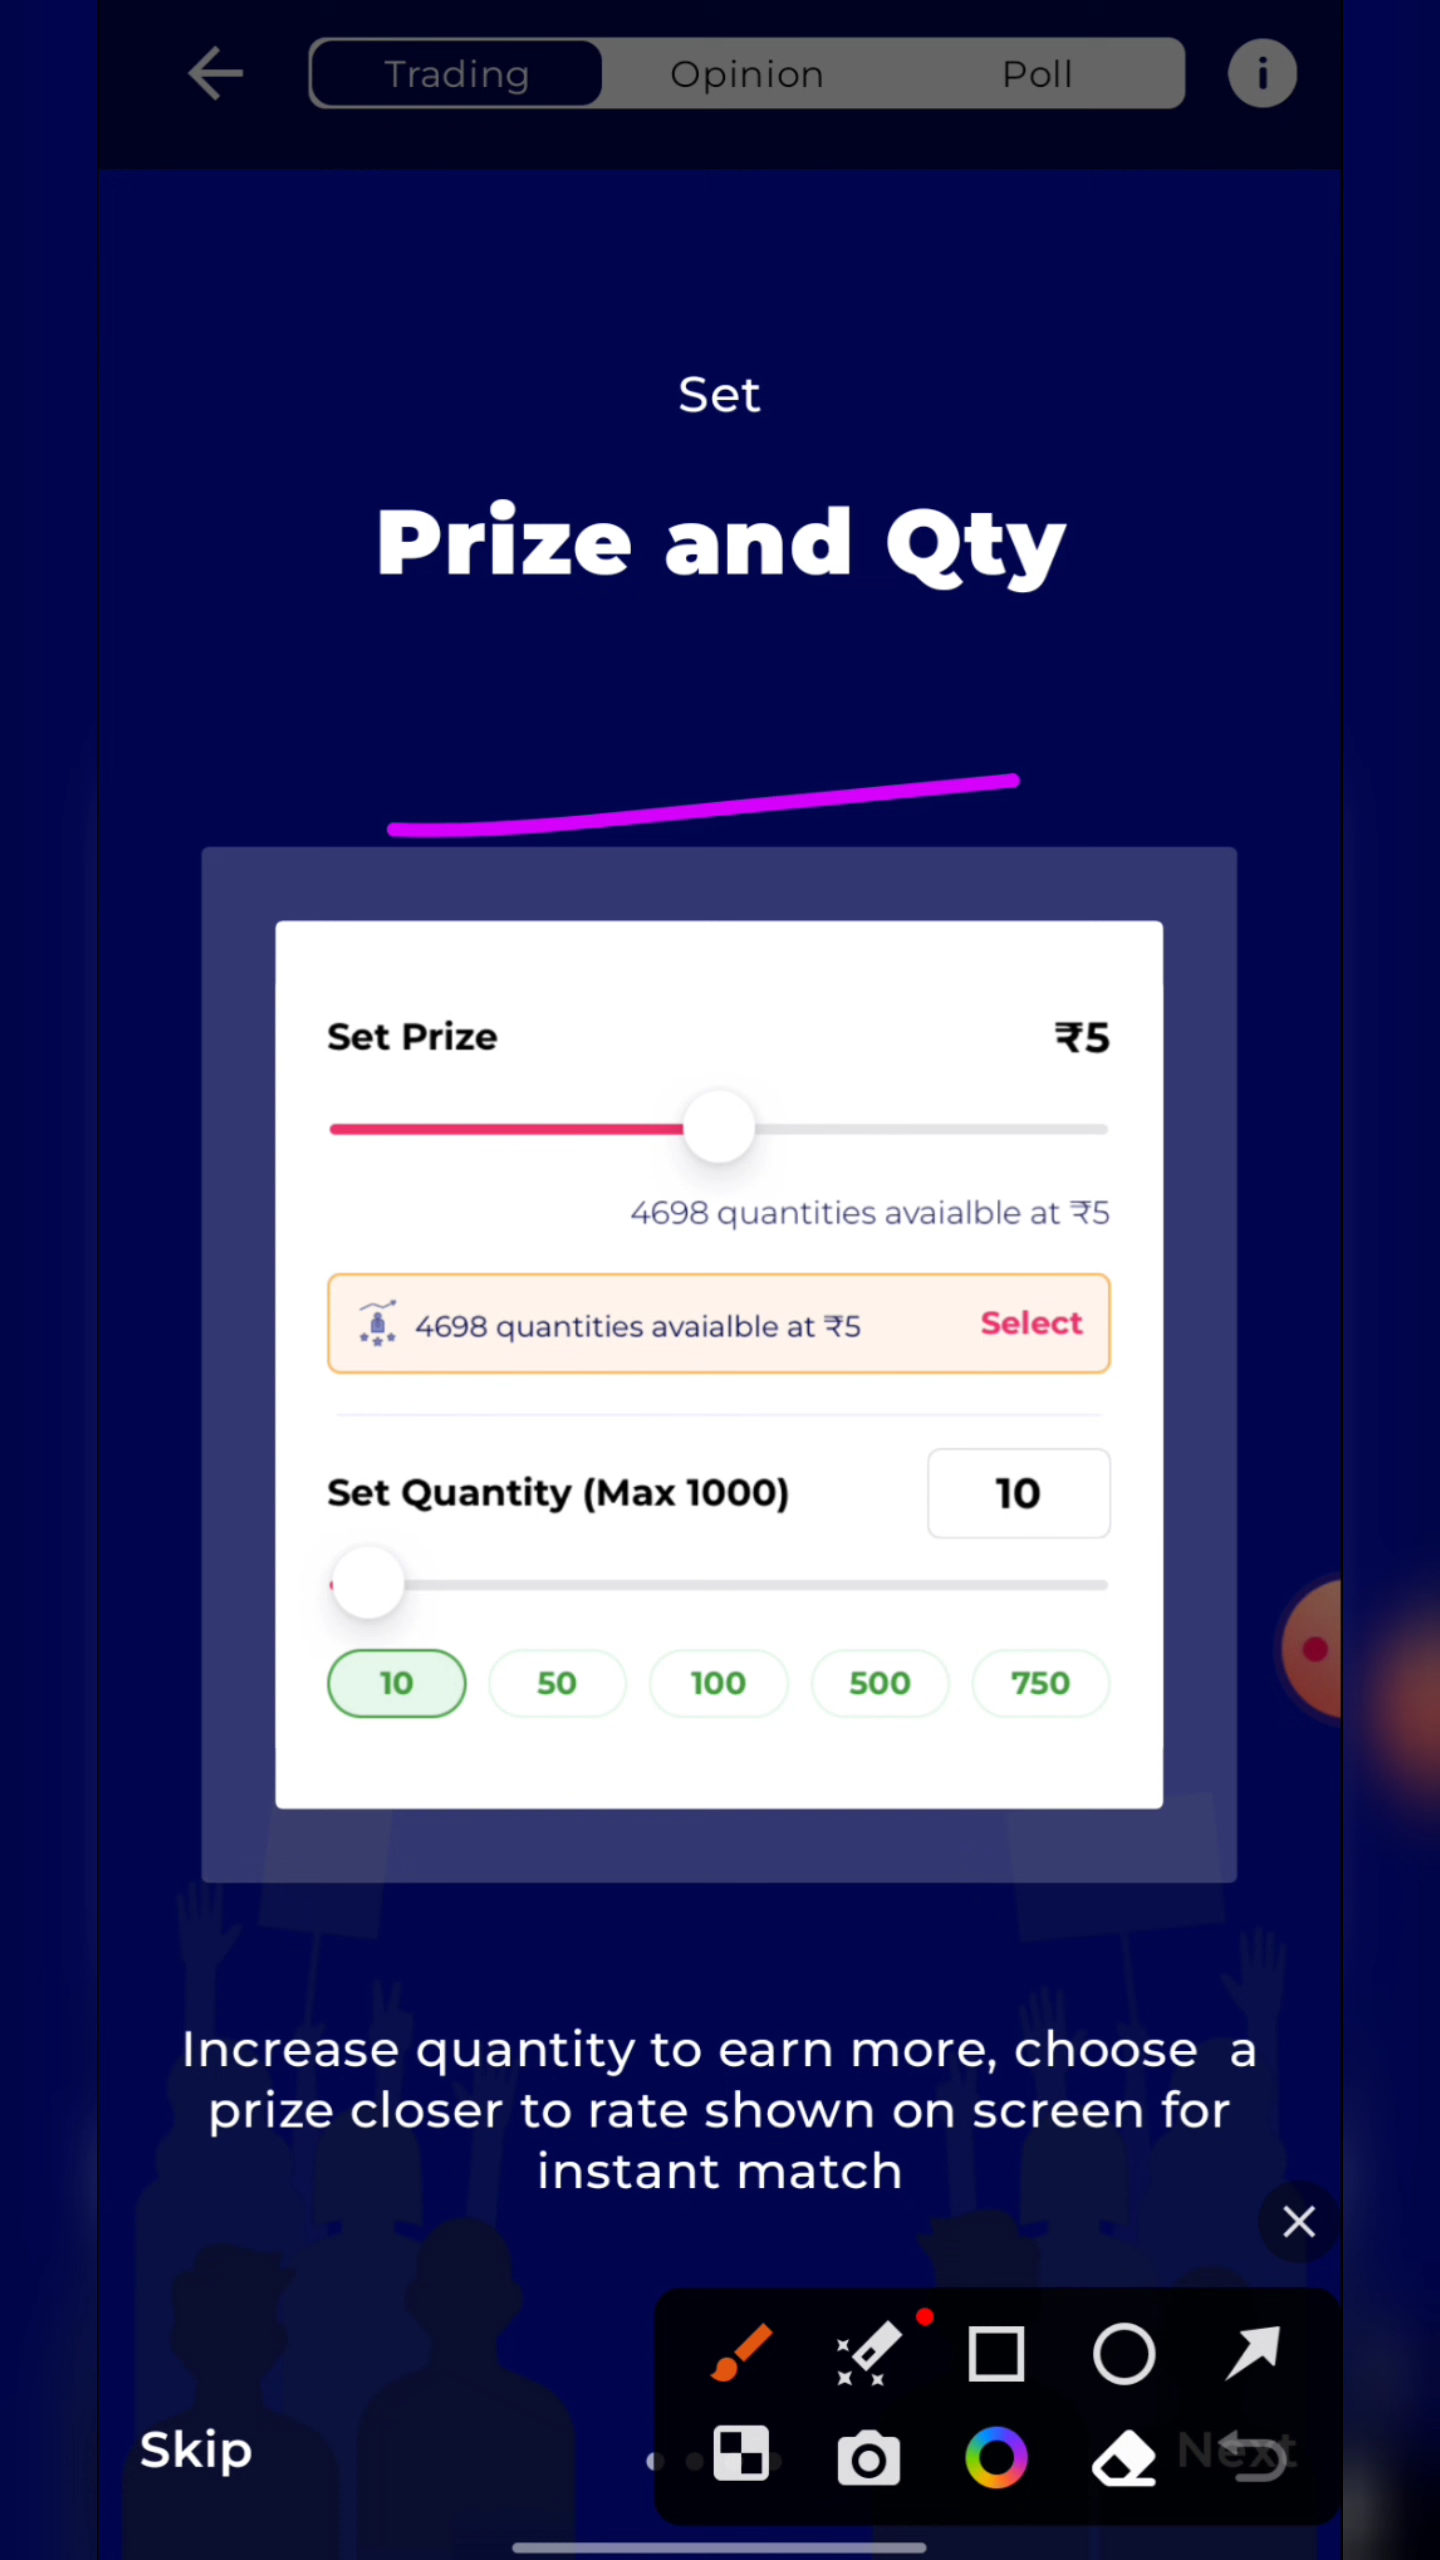 Trading
Opinion
Poll
i
Set
Prize and Qty
Set Prize
₹5
4698 quantities avaialble at ₹5
4698 quantities avaialble at ₹5
Select
Set Quantity (Max 1000)
10
10
50
100
500
750
Increase quantity to earn more, choose a
prize closer to rate shown on screen for
instant match
Skip
Next